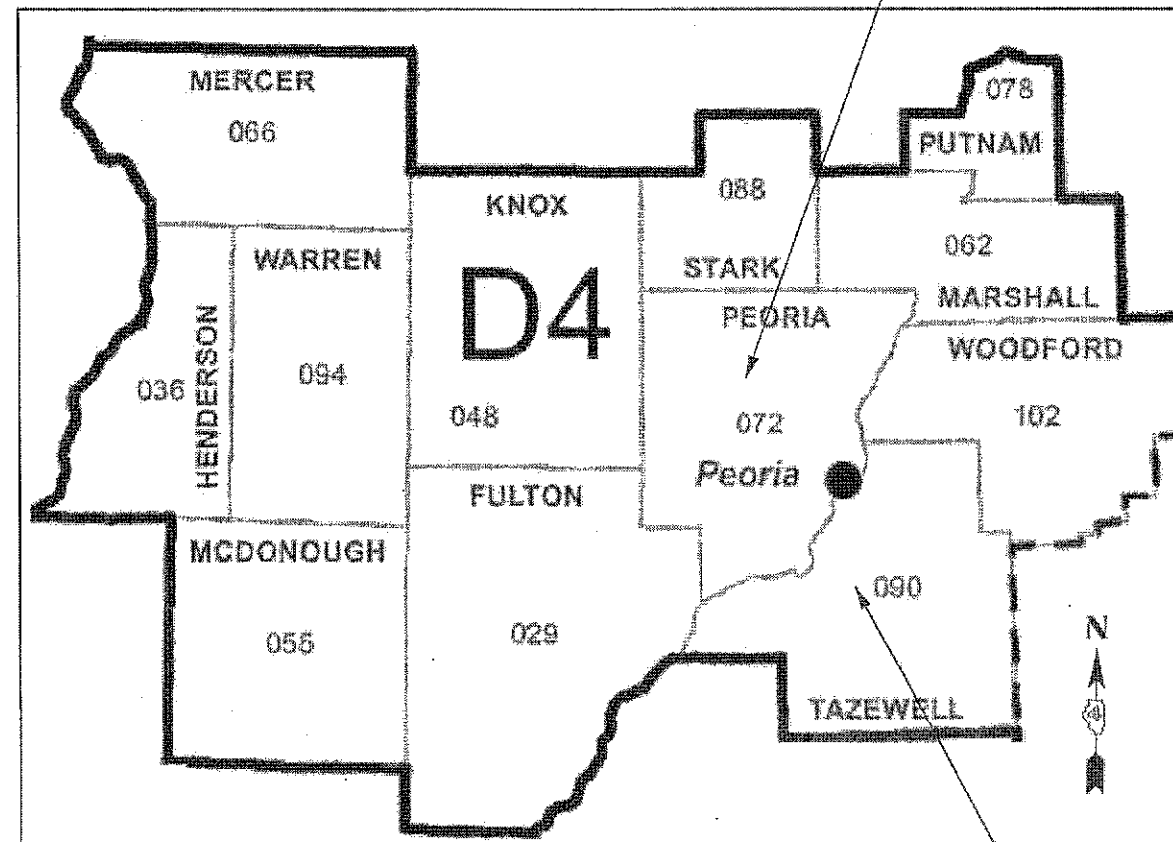 MERCER
066
078
PUTNAM
KNOX
088
STARK
062
MARSHALL
WARREN
D4
PEORIA
WOODFORD
HENDERSON
036
094
048
072
102
Peoria
FULTON
MCDONOUGH
055
029
090
TAZEWELL
N